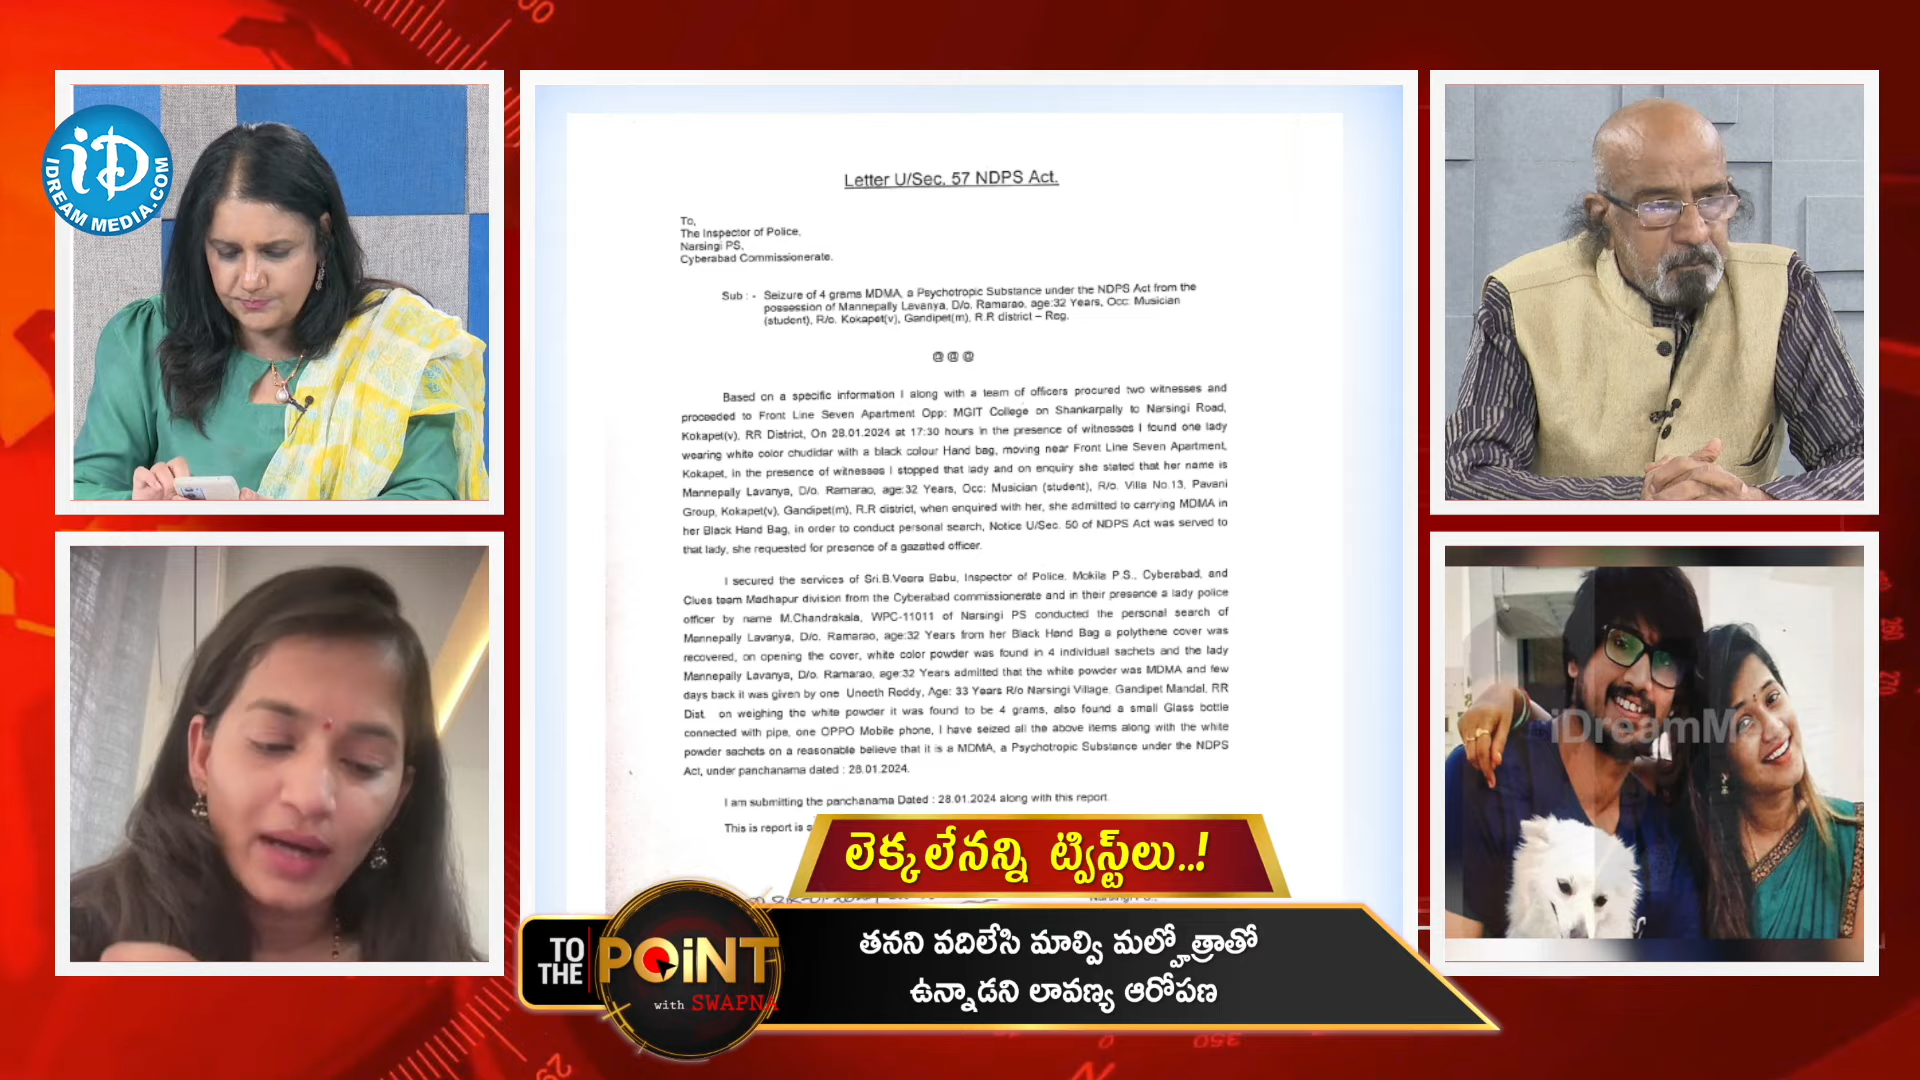 iD
IDREAM MEDIA.COM
Letter U/Sec. 57 NDPS Act.
To,
The Inspector of Police,
Narsingi PS,
Cyberabad Commissionerate.
Sub : - Seizure of 4 grams MDMA, a Psychotropic Substance under the NDPS Act from the
possession of Mannepally Lavanya, D/o. Ramarao, age:32 Years, Occ: Musician
(student), R/o. Kokapet(v), Gandipet(m), R.R district – Reg.
@@@
Based on a specific information I along with a team of officers procured two witnesses and
proceeded to Front Line Seven Apartment Opp: MGIT College on Shankarpally to Narsingi Road,
Kokapet(v), RR District, On 28.01.2024 at 17:30 hours in the presence of witnesses I found one lady
wearing white color chudidar with a black colour Hand bag, moving near Front Line Seven Apartment,
Kokapet, in the presence of witnesses I stopped that lady and on enquiry she stated that her name is
Mannepally Lavanya, D/o. Ramarao, age:32 Years, Occ: Musician (student), R/o. Villa No.13, Pavani
Group, Kokapet(v), Gandipet(m), R.R district, when enquired with her, she admitted to carrying MDMA in
her Black Hand Bag, in order to conduct personal search, Notice U/Sec. 50 of NDPS Act was served to
that lady, she requested for presence of a gazatted officer.
I secured the services of Sri.B.Veera Babu, Inspector of Police, Mokila P.S., Cyberabad, and
Clues team Madhapur division from the Cyberabad commissionerate and in their presence a lady police
officer by name M.Chandrakala, WPC-11011 of Narsingi PS conducted the personal search of
Mannepally Lavanya, D/o. Ramarao, age:32 Years from her Black Hand Bag a polythene cover was
recovered, on opening the cover, white color powder was found in 4 individual sachets and the lady
Mannepally Lavanya, D/o. Ramarao, age:32 Years admitted that the white powder was MDMA and few
days back it was given by one Uneeth Reddy, Age: 33 Years R/o Narsingi Village, Gandipet Mandal, RR
Dist. on weighing the white powder it was found to be 4 grams, also found a small Glass bottle
connected with pipe, one OPPO Mobile phone, I have seized all the above items along with the white
powder sachets on a reasonable believe that it is a MDMA, a Psychotropic Substance under the NDPS
Act, under panchanama dated : 28.01.2024.
I am submitting the panchanama Dated : 28.01.2024 along with this report
This is report is
iDreamM
లెక్కలేనన్ని ట్విస్ట్‌లు..!
తనని వదిలేసి మాల్వి మల్హోత్రాతో
ఉన్నాడని లావణ్య ఆరోపణ
TO THE POiNT
with SWAPNA